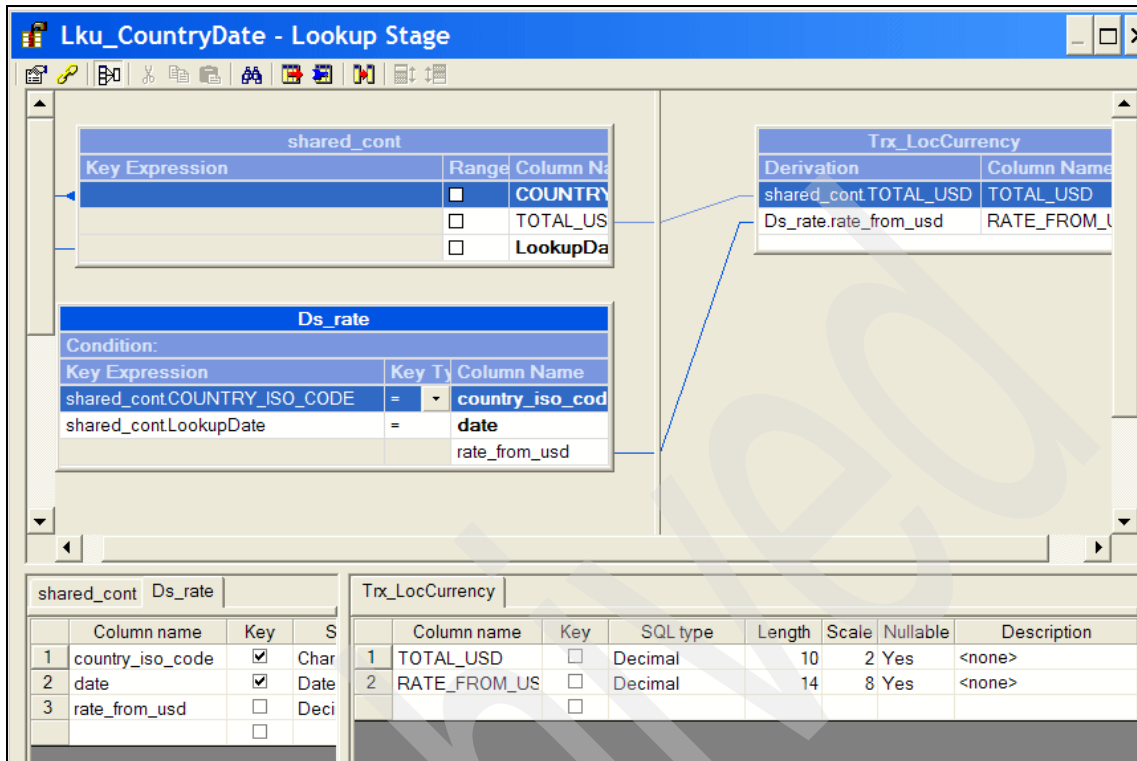 Lku_CountryDate - Lookup Stage
shared_cont
Key Expression Range Column Na
COUNTRY
TOTAL_US
LookupDa
Trx_LocCurrency
Derivation Column Name
shared_cont.TOTAL_USD TOTAL_USD
Ds_rate.rate_from_usd RATE_FROM_U
Ds_rate
Condition:
Key Expression Key Ty Column Name
shared_cont.COUNTRY_ISO_CODE = country_iso_cod
shared_cont.LookupDate = date
rate_from_usd
shared_cont Ds_rate
Column name Key S
1 country_iso_code Char
2 date Date
3 rate_from_usd Deci
Trx_LocCurrency
Column name Key SQL type Length Scale Nullable Description
1 TOTAL_USD Decimal 10 2 Yes <none>
2 RATE_FROM_US Decimal 14 8 Yes <none>
hived